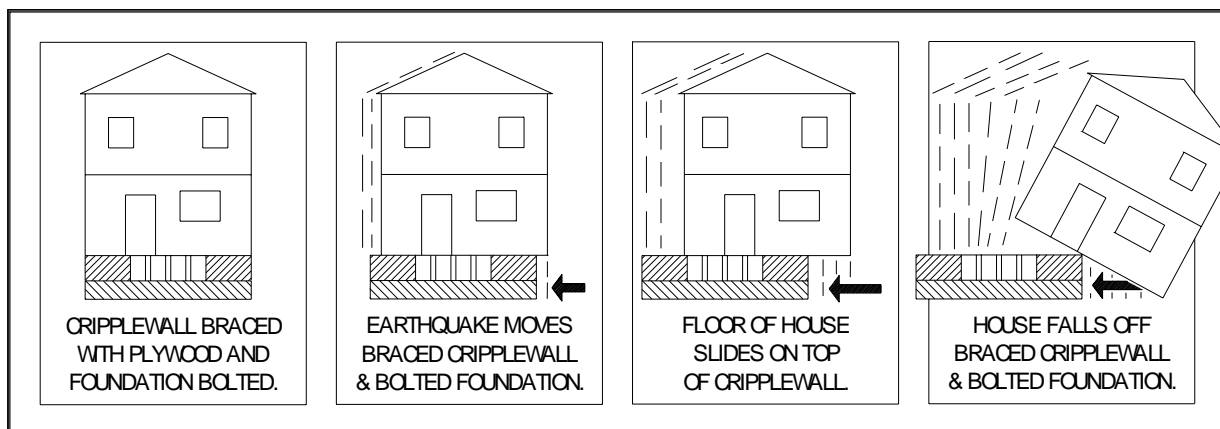 CRIPPLEWALL BRACED
WITH PLYWOOD AND
FOUNDATION BOLTED.
EARTHQUAKE MOVES
BRACED CRIPPLEWALL
& BOLTED FOUNDATION.
FLOOR OF HOUSE
SLIDES ON TOP
OF CRIPPLEWALL.
HOUSE FALLS OFF
BRACED CRIPPLEWALL
& BOLTED FOUNDATION.